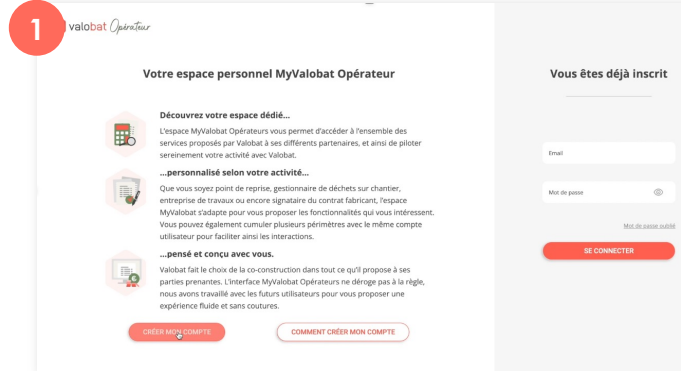 1
valobat Opérateur
Votre espace personnel MyValobat Opérateur
Découvrez votre espace dédié...
L'espace MyValobat Opérateurs vous permet d'accéder à l'ensemble des
services proposés par Valobat à ses différents partenaires, et ainsi de piloter
sereinement votre activité avec Valobat.
...personnalisé selon votre activité...
Que vous soyez point de reprise, gestionnaire de déchets sur chantier,
entreprise de travaux ou encore signataire du contrat fabricant, l'espace
MyValobat s'adapte pour vous proposer les fonctionnalités qui vous intéressent.
Vous pouvez également cumuler plusieurs périmètres avec le même compte
utilisateur pour faciliter ainsi les interactions.
...pensé et conçu avec vous.
Valobat fait le choix de la co-construction dans tout ce qu'il propose à ses
parties prenantes. L'interface MyValobat Opérateurs ne déroge pas à la règle,
nous avons travaillé avec les futurs utilisateurs pour vous proposer une
expérience fluide et sans coutures.
CRÉER MON COMPTE
COMMENT CRÉER MON COMPTE
Vous êtes déjà inscrit
Email
Mot de passe
Mot de passe oublié
SE CONNECTER